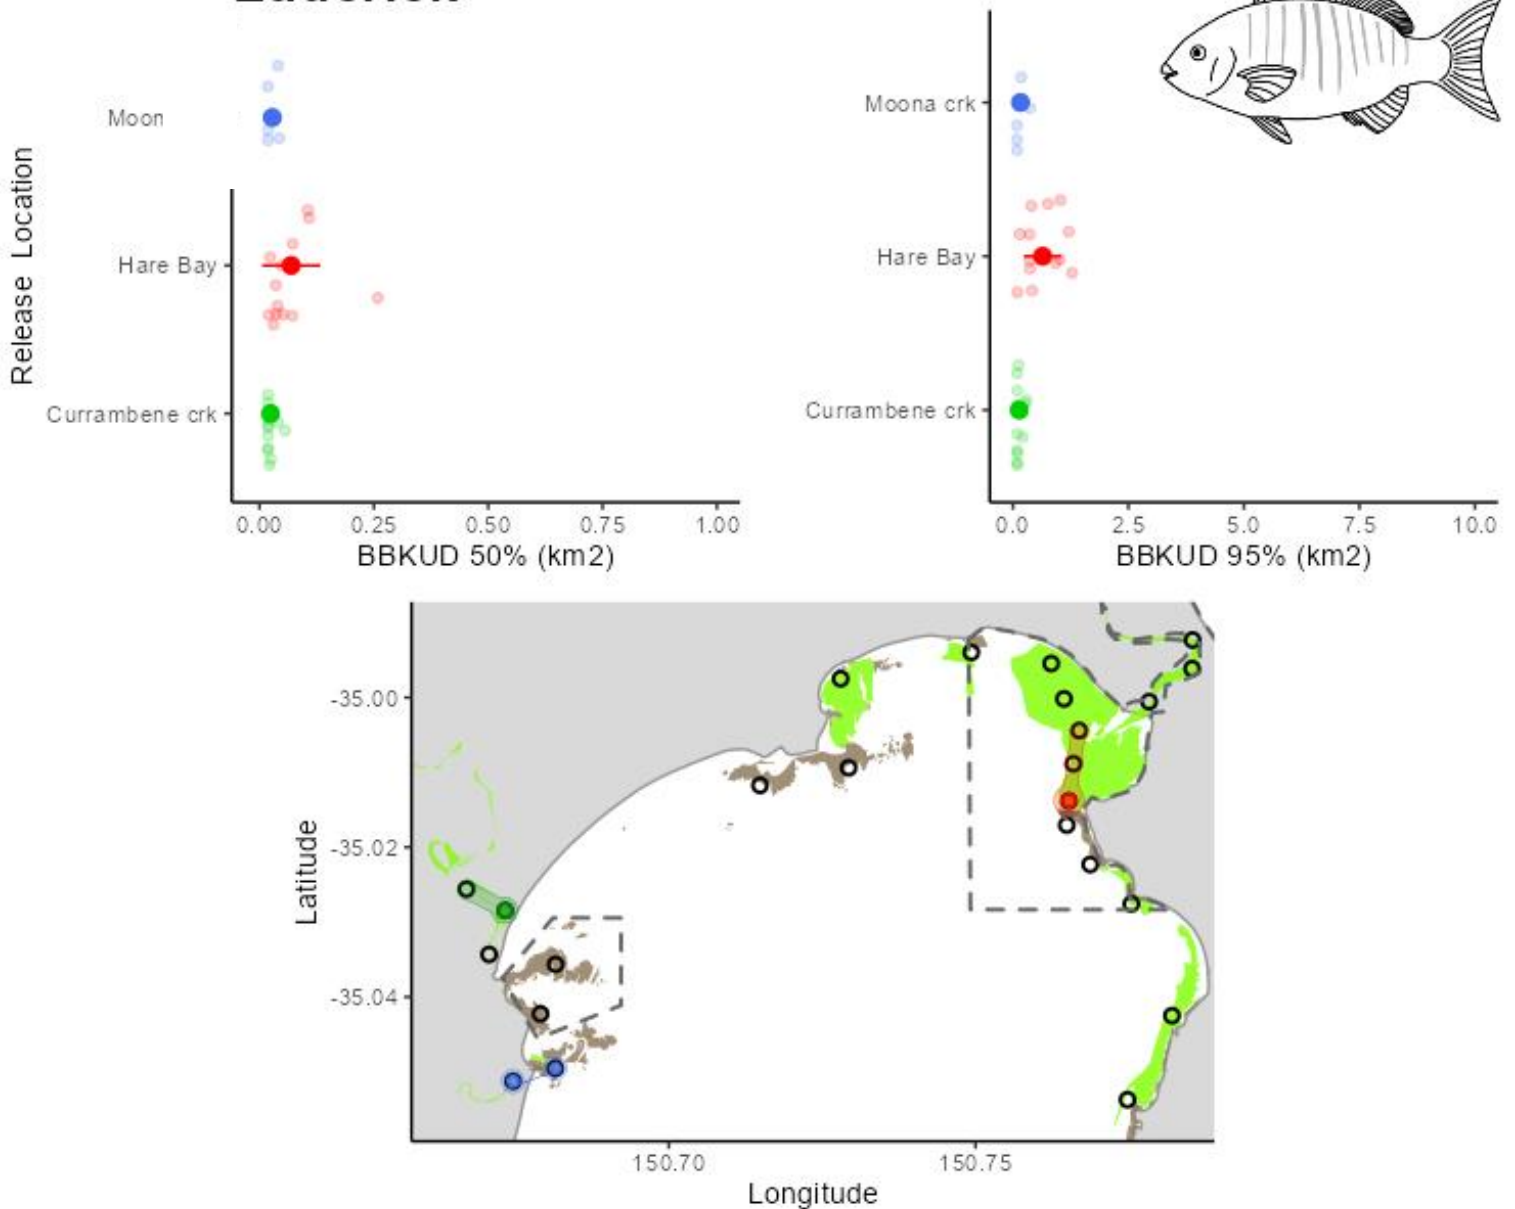 Moon
Hare Bay
Currambene crk
Release Location
0.00 0.25 0.50 0.75 1.00
BBKUD 50% (km2)
Moona crk
Hare Bay
Currambene crk
0.0 2.5 5.0 7.5 10.0
BBKUD 95% (km2)
-35.00
-35.02
-35.04
Latitude
150.70 150.75
Longitude